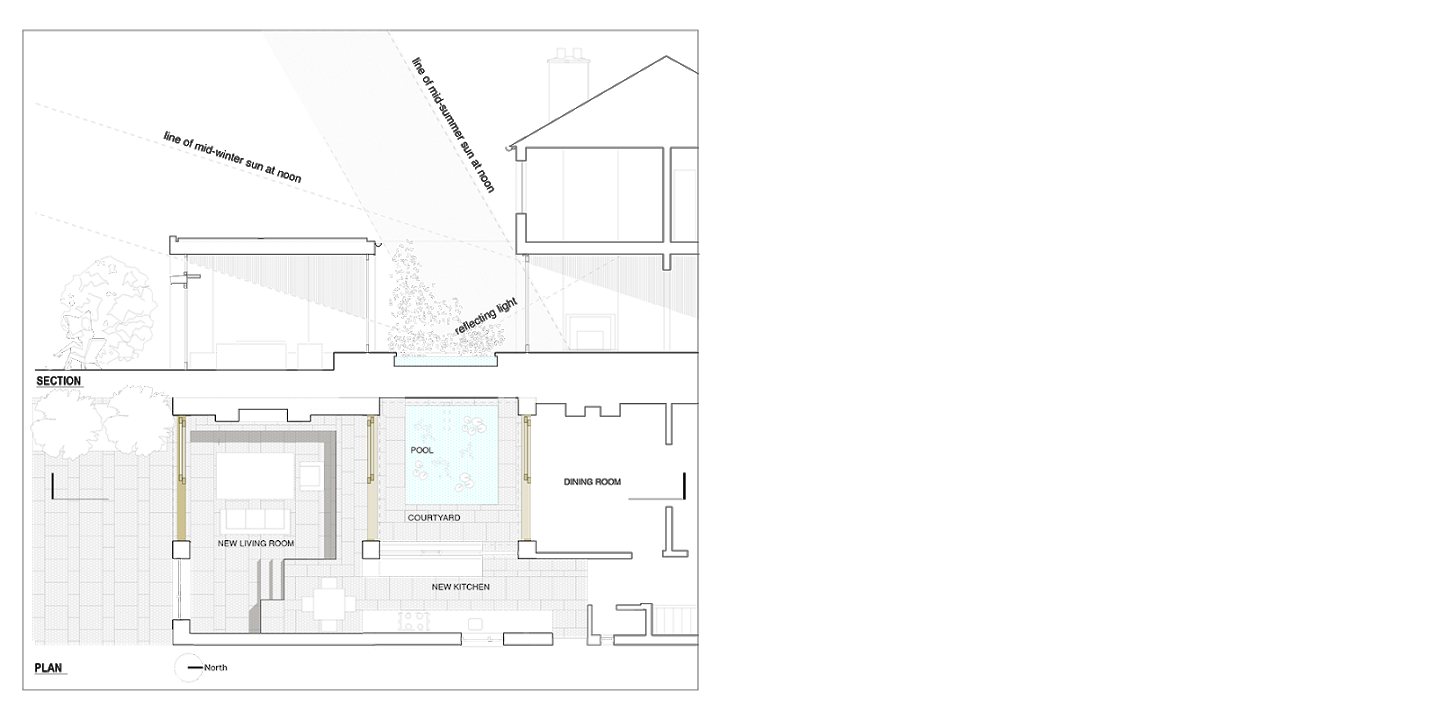 line of mid-summer sun at noon
line of mid-winter sun at noon
reflecting light
SECTION
POOL
DINING ROOM
COURTYARD
NEW LIVING ROOM
NEW KITCHEN
PLAN
North